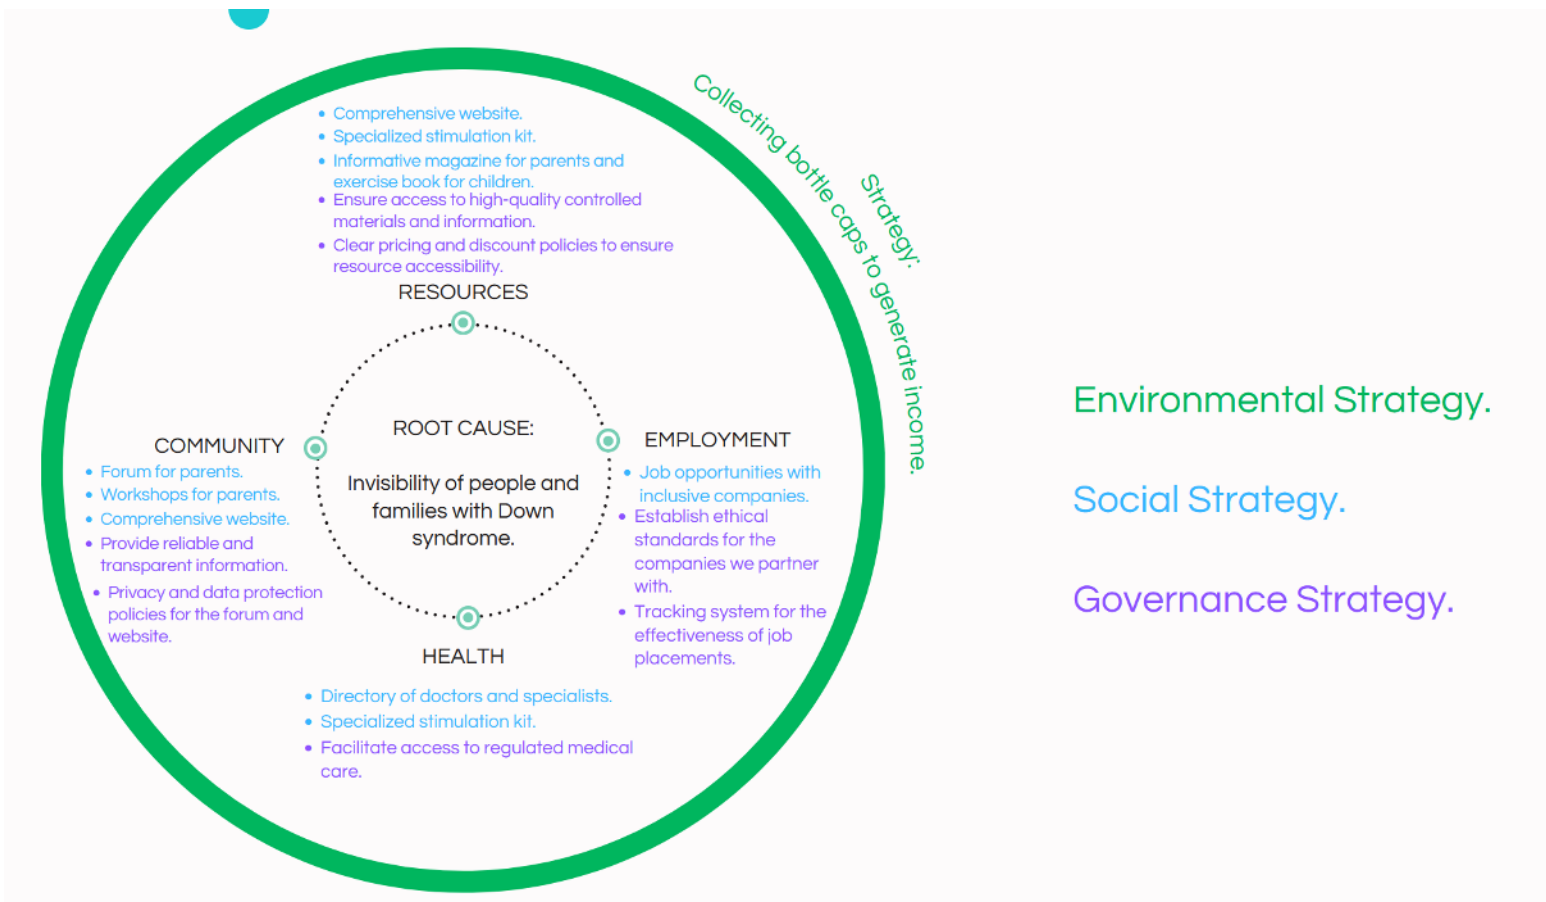 Comprehensive website.
Specialized stimulation kit.
Informative magazine for parents and
exercise book for children.
Ensure access to high-quality controlled
materials and information.
Clear pricing and discount policies to ensure
resource accessibility.
RESOURCES
Strategy:
Collecting bottle caps to generate income.
ROOT CAUSE:
Invisibility of people and
families with Down
syndrome.
COMMUNITY
Forum for parents.
Workshops for parents.
Comprehensive website.
Provide reliable and
transparent information.
Privacy and data protection
policies for the forum and
website.
EMPLOYMENT
Job opportunities with
inclusive companies.
Establish ethical
standards for the
companies we partner
with.
Tracking system for the
effectiveness of job
placements.
HEALTH
Directory of doctors and specialists.
Specialized stimulation kit.
Facilitate access to regulated medical
care.
Environmental Strategy.
Social Strategy.
Governance Strategy.